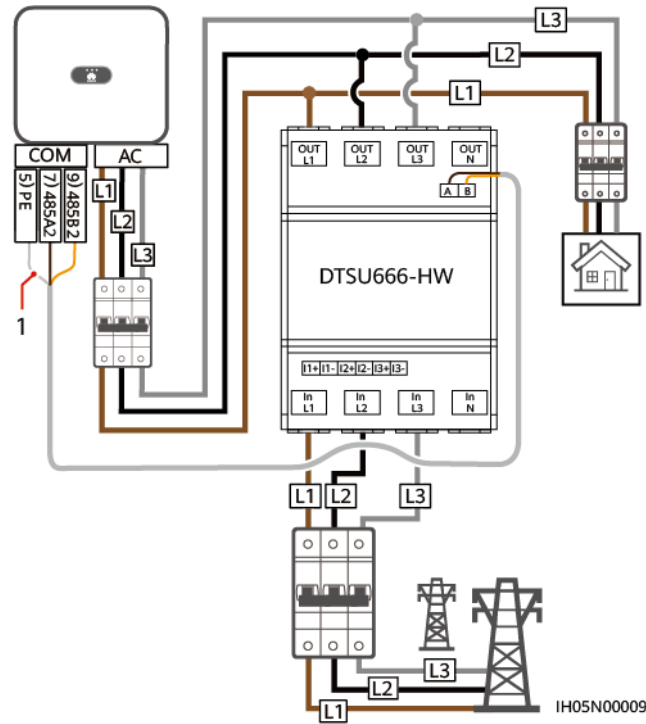 L3
L2
L1
COM
AC
5) PE
7) 485A2
9) 485B2
L1
L2
L3
1
OUT L1
OUT L2
OUT L3
OUT N
A B
DTSU666-HW
I1+ I1- I2+ I2- I3+ I3-
In L1
In L2
In L3
In N
L1
L2
L3
L3
L2
L1
IH05N00009